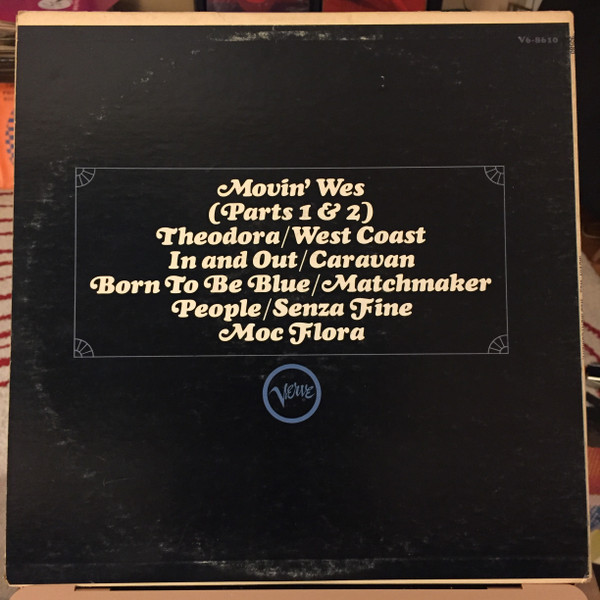 V6-8610
Movin' Wes
(Parts 1 & 2)
Theodora/West Coast
In and Out/Caravan
Born To Be Blue/Matchmaker
People/Senza Fine
Moc Flora
Verve